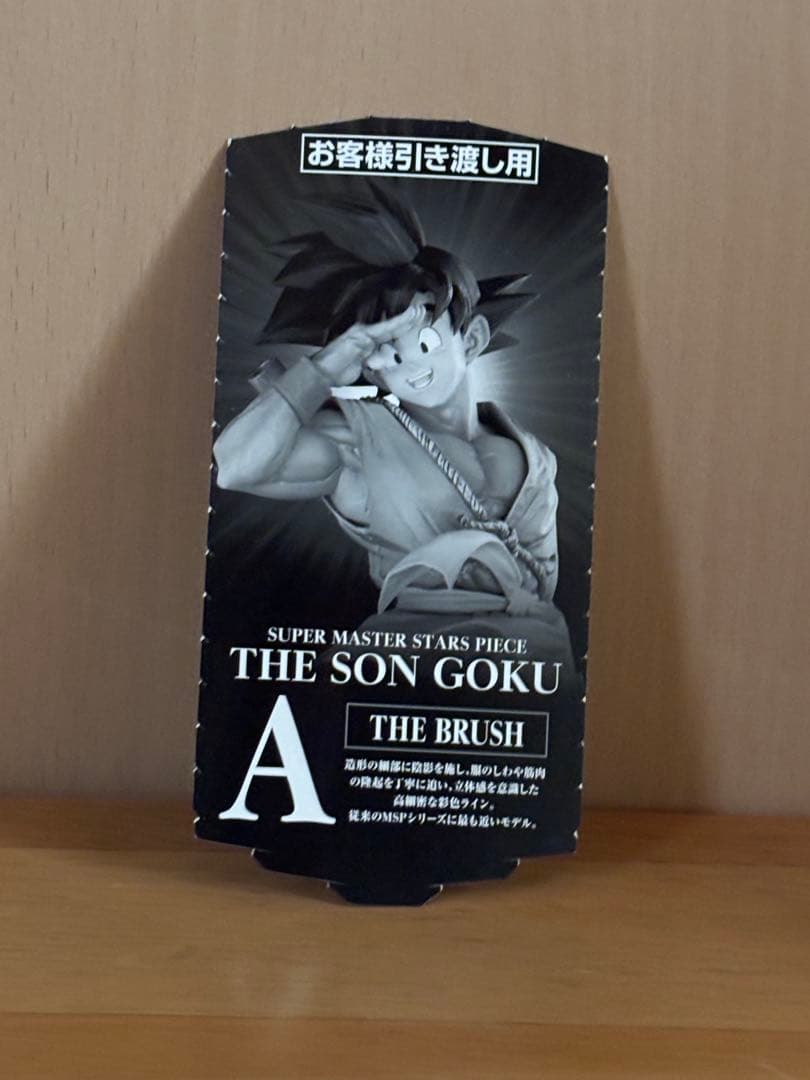 お客様引き渡し用
SUPER MASTER STARS PIECE
THE SON GOKU
A
THE BRUSH
造形の細部に陰影を施し、服のしわや筋肉
の隆起を丁寧に追い、立体感を意識した
高細密な彩色ライン。
従来のMSPシリーズに最も近いモデル。